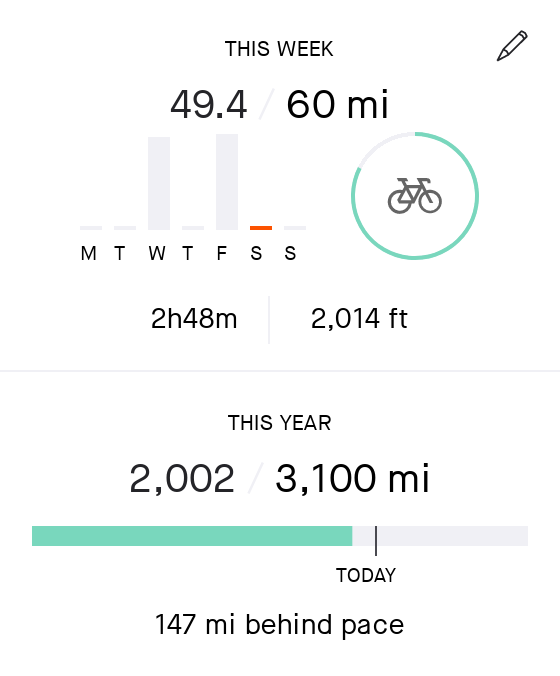 THIS WEEK
49.4 / 60 mi
M T W T F S S
2h48m 2,014 ft
THIS YEAR
2,002 / 3,100 mi
TODAY
147 mi behind pace